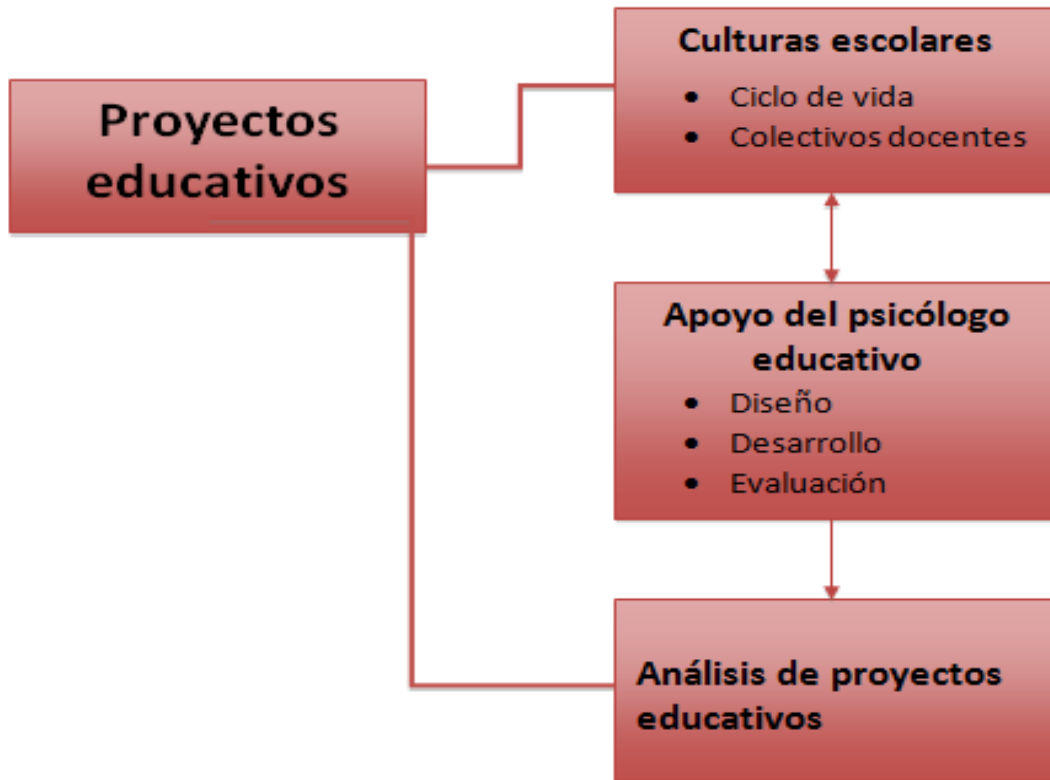 Proyectos
educativos
Culturas escolares
• Ciclo de vida
• Colectivos docentes
Apoyo del psicólogo
educativo
• Diseño
• Desarrollo
• Evaluación
Análisis de proyectos
educativos